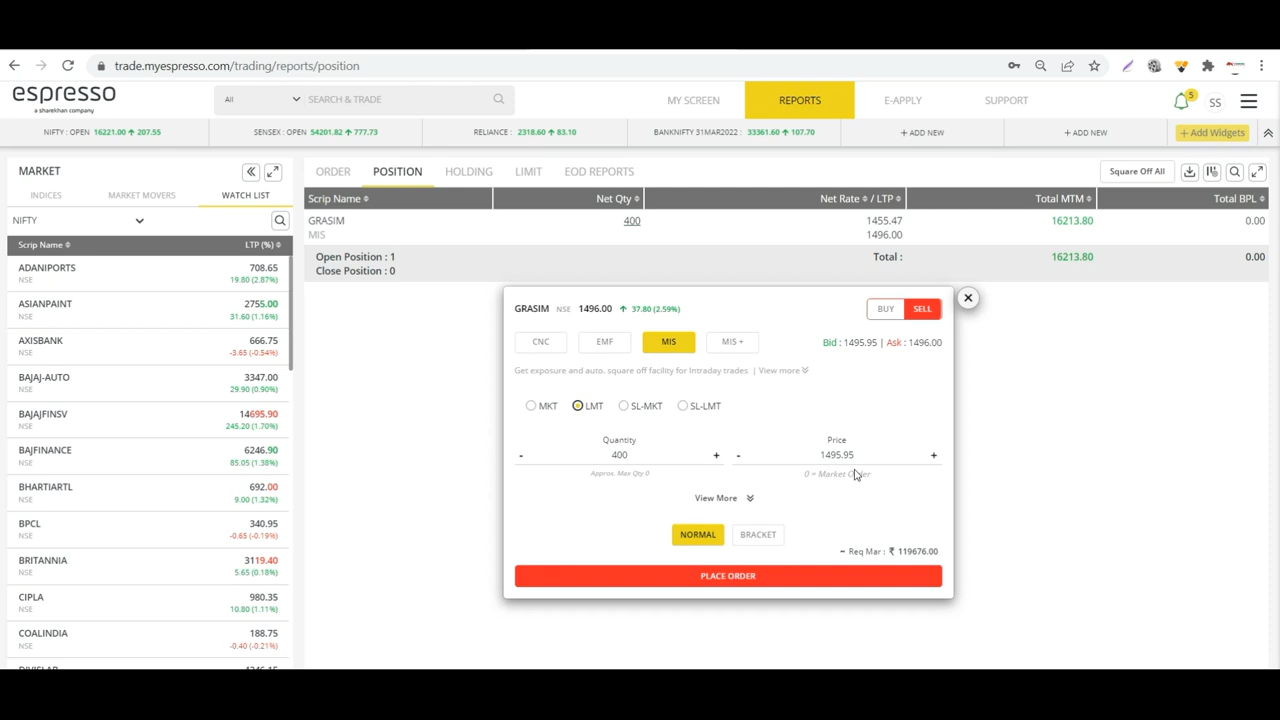 trade.myespresso.com/trading/reports/position
espresso
a sharekhan company
All
SEARCH & TRADE
MY SCREEN
REPORTS
E-APPLY
SUPPORT
5
SS
NIFTY : OPEN 16221.00 ↑ 207.55
SENSEX : OPEN 54201.82 ↑ 777.73
RELIANCE : 2318.60 ↑ 83.10
BANKNIFTY 31MAR2022 : 33361.60 ↑ 107.70
+ ADD NEW
+ ADD NEW
+ Add Widgets
MARKET
INDICES
MARKET MOVERS
WATCH LIST
NIFTY
Scrip Name LTP (%)
ADANIPORTS 708.65
NSE 19.80 (2.87%)
ASIANPAINT 2755.00
NSE 31.60 (1.16%)
AXISBANK 666.75
NSE -3.65 (-0.54%)
BAJAJ-AUTO 3347.00
NSE 29.90 (0.90%)
BAJAJFINSV 14695.90
NSE 245.20 (1.70%)
BAJFINANCE 6246.90
NSE 85.05 (1.38%)
BHARTIARTL 692.00
NSE 9.00 (1.32%)
BPCL 340.95
NSE -0.65 (-0.19%)
BRITANNIA 3119.40
NSE 5.65 (0.18%)
CIPLA 980.35
NSE 10.80 (1.11%)
COALINDIA 188.75
NSE -0.40 (-0.21%)
ORDER
POSITION
HOLDING
LIMIT
EOD REPORTS
Square Off All
Scrip Name Net Qty Net Rate / LTP Total MTM Total BPL
GRASIM 400 1455.47 16213.80 0.00
MIS 1496.00
Open Position : 1 Total : 16213.80 0.00
Close Position : 0
GRASIM NSE 1496.00 ↑ 37.80 (2.59%)
BUY
SELL
CNC
EMF
MIS
MIS +
Bid : 1495.95 | Ask : 1496.00
Get exposure and auto. square off facility for Intraday trades | View more
MKT
LMT
SL-MKT
SL-LMT
Quantity
- 400 +
Approx. Max Qty 0
Price
- 1495.95 +
0 = Market Order
View More
NORMAL
BRACKET
~ Req Mar : ₹ 119676.00
PLACE ORDER